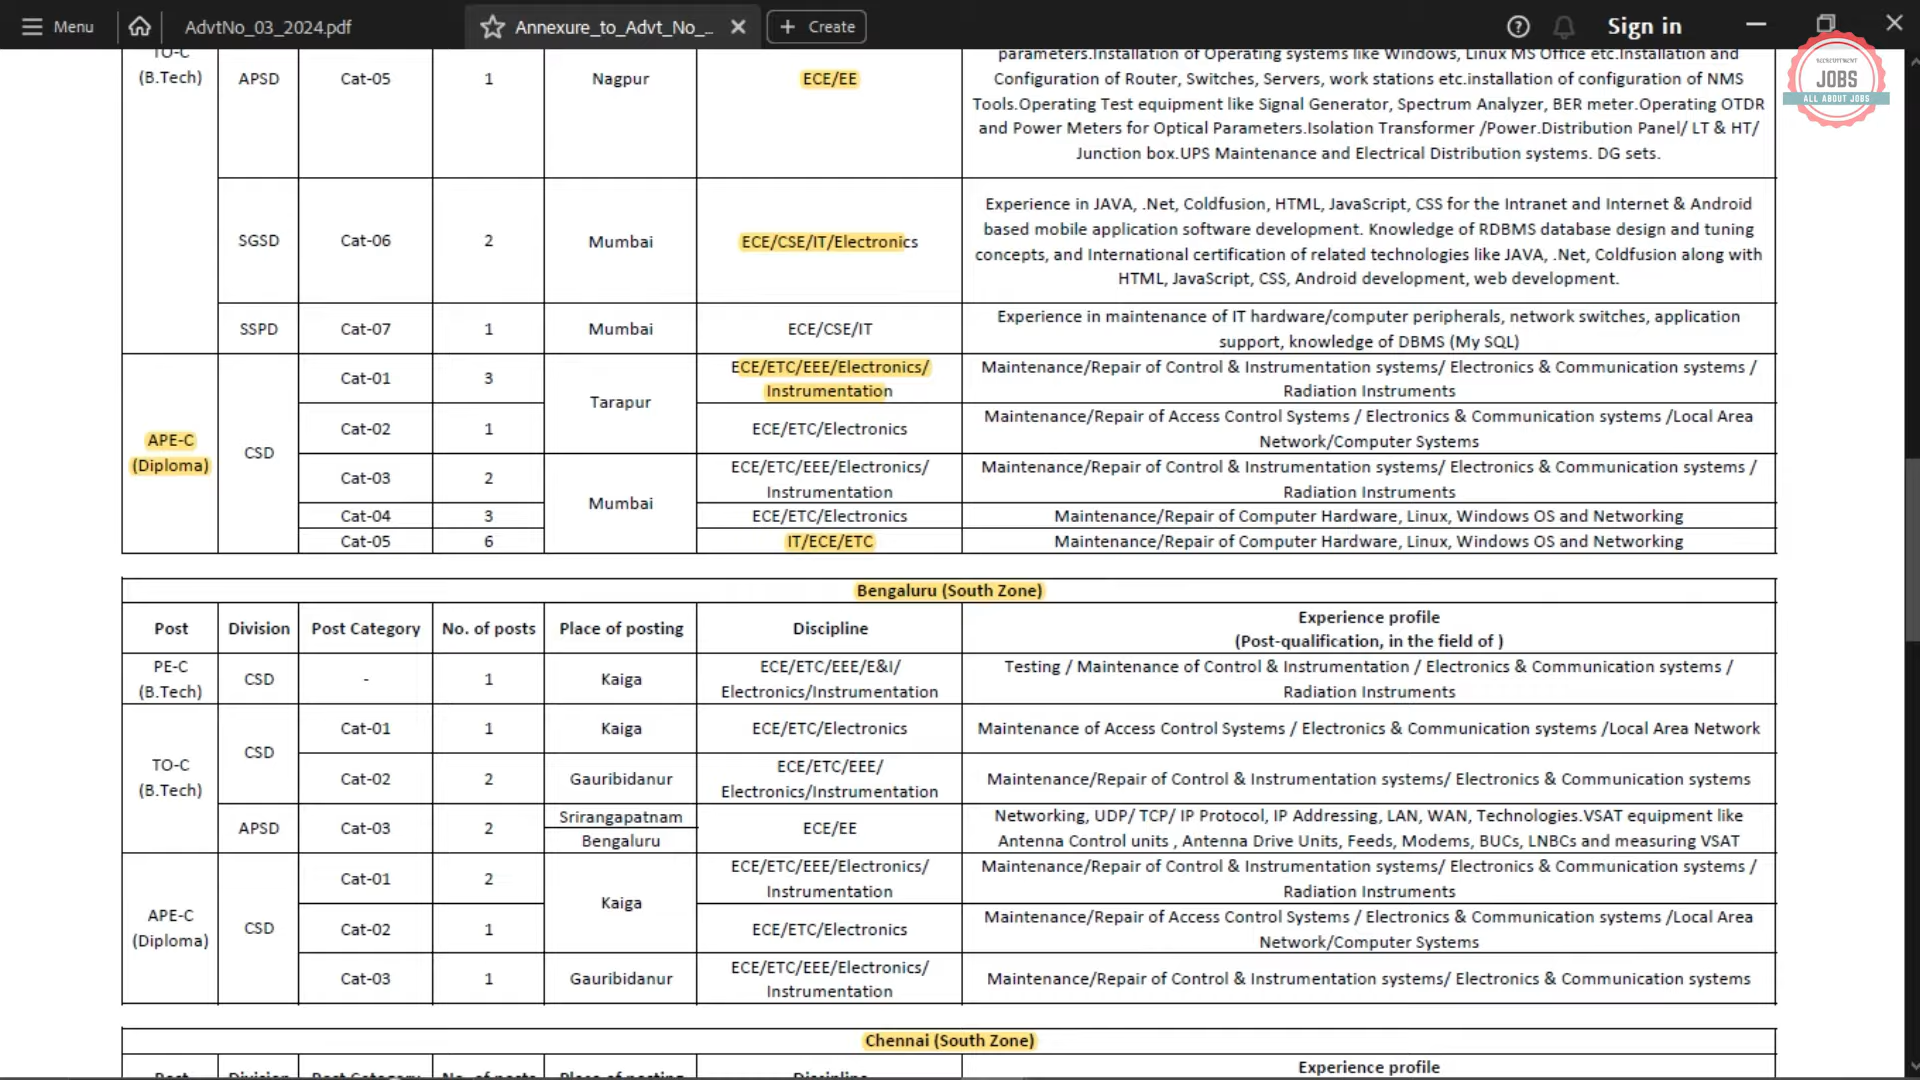 Menu
AdvtNo_03_2024.pdf
Annexure_to_Advt_No_...
Create
Sign in
RECRUITMENT
JOBS
ALL ABOUT JOBS
TO-C
(B.Tech)
APSD
Cat-05
1
Nagpur
ECE/EE
parameters.Installation of Operating systems like Windows, Linux MS Office etc.Installation and
Configuration of Router, Switches, Servers, work stations etc.installation of configuration of NMS
Tools.Operating Test equipment like Signal Generator, Spectrum Analyzer, BER meter.Operating OTDR
and Power Meters for Optical Parameters.Isolation Transformer /Power.Distribution Panel/ LT & HT/
Junction box.UPS Maintenance and Electrical Distribution systems. DG sets.
SGSD
Cat-06
2
Mumbai
ECE/CSE/IT/Electronics
Experience in JAVA, .Net, Coldfusion, HTML, JavaScript, CSS for the Intranet and Internet & Android
based mobile application software development. Knowledge of RDBMS database design and tuning
concepts, and International certification of related technologies like JAVA, .Net, Coldfusion along with
HTML, JavaScript, CSS, Android development, web development.
SSPD
Cat-07
1
Mumbai
ECE/CSE/IT
Experience in maintenance of IT hardware/computer peripherals, network switches, application
support, knowledge of DBMS (My SQL)
APE-C
(Diploma)
CSD
Cat-01
3
Tarapur
ECE/ETC/EEE/Electronics/
Instrumentation
Maintenance/Repair of Control & Instrumentation systems/ Electronics & Communication systems /
Radiation Instruments
Cat-02
1
ECE/ETC/Electronics
Maintenance/Repair of Access Control Systems / Electronics & Communication systems /Local Area
Network/Computer Systems
Cat-03
2
Mumbai
ECE/ETC/EEE/Electronics/
Instrumentation
Maintenance/Repair of Control & Instrumentation systems/ Electronics & Communication systems /
Radiation Instruments
Cat-04
3
ECE/ETC/Electronics
Maintenance/Repair of Computer Hardware, Linux, Windows OS and Networking
Cat-05
6
IT/ECE/ETC
Maintenance/Repair of Computer Hardware, Linux, Windows OS and Networking
Bengaluru (South Zone)
Post
Division
Post Category
No. of posts
Place of posting
Discipline
Experience profile
(Post-qualification, in the field of )
PE-C
(B.Tech)
CSD
-
1
Kaiga
ECE/ETC/EEE/E&I/
Electronics/Instrumentation
Testing / Maintenance of Control & Instrumentation / Electronics & Communication systems /
Radiation Instruments
TO-C
(B.Tech)
CSD
Cat-01
1
Kaiga
ECE/ETC/Electronics
Maintenance of Access Control Systems / Electronics & Communication systems /Local Area Network
Cat-02
2
Gauribidanur
ECE/ETC/EEE/
Electronics/Instrumentation
Maintenance/Repair of Control & Instrumentation systems/ Electronics & Communication systems
APSD
Cat-03
2
Srirangapatnam
Bengaluru
ECE/EE
Networking, UDP/ TCP/ IP Protocol, IP Addressing, LAN, WAN, Technologies.VSAT equipment like
Antenna Control units , Antenna Drive Units, Feeds, Modems, BUCs, LNBCs and measuring VSAT
APE-C
(Diploma)
CSD
Cat-01
2
Kaiga
ECE/ETC/EEE/Electronics/
Instrumentation
Maintenance/Repair of Control & Instrumentation systems/ Electronics & Communication systems /
Radiation Instruments
Cat-02
1
ECE/ETC/Electronics
Maintenance/Repair of Access Control Systems / Electronics & Communication systems /Local Area
Network/Computer Systems
Cat-03
1
Gauribidanur
ECE/ETC/EEE/Electronics/
Instrumentation
Maintenance/Repair of Control & Instrumentation systems/ Electronics & Communication systems
Chennai (South Zone)
Post
Division
Post Category
No. of posts
Place of posting
Discipline
Experience profile